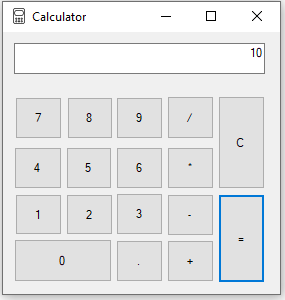 Calculator
10
7 8 9 / C
4 5 6 *
1 2 3 - =
0 . +